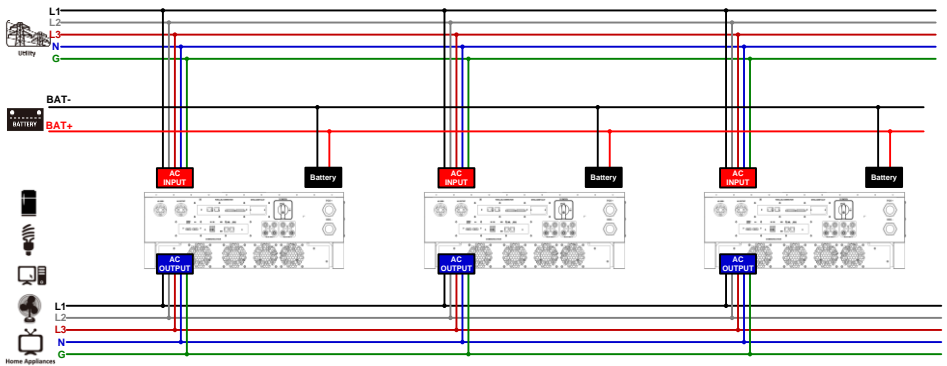 L1
L2
L3
N
G
Utility
BAT-
BATTERY
BAT+
AC
INPUT
Battery
AC
INPUT
Battery
AC
INPUT
Battery
AC
OUTPUT
AC
OUTPUT
AC
OUTPUT
L1
L2
L3
N
G
Home Appliances